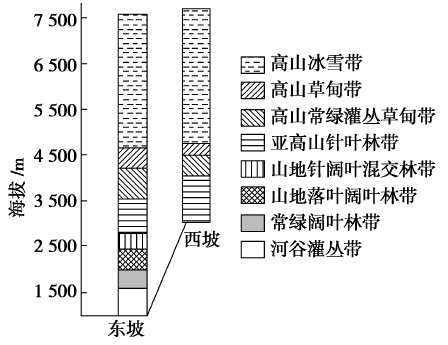 7 500
6 500
5 500
4 500
3 500
2 500
1 500
海拔/m
东坡
西坡
高山冰雪带
高山草甸带
高山常绿灌丛草甸带
亚高山针叶林带
山地针阔叶混交林带
山地落叶阔叶林带
常绿阔叶林带
河谷灌丛带